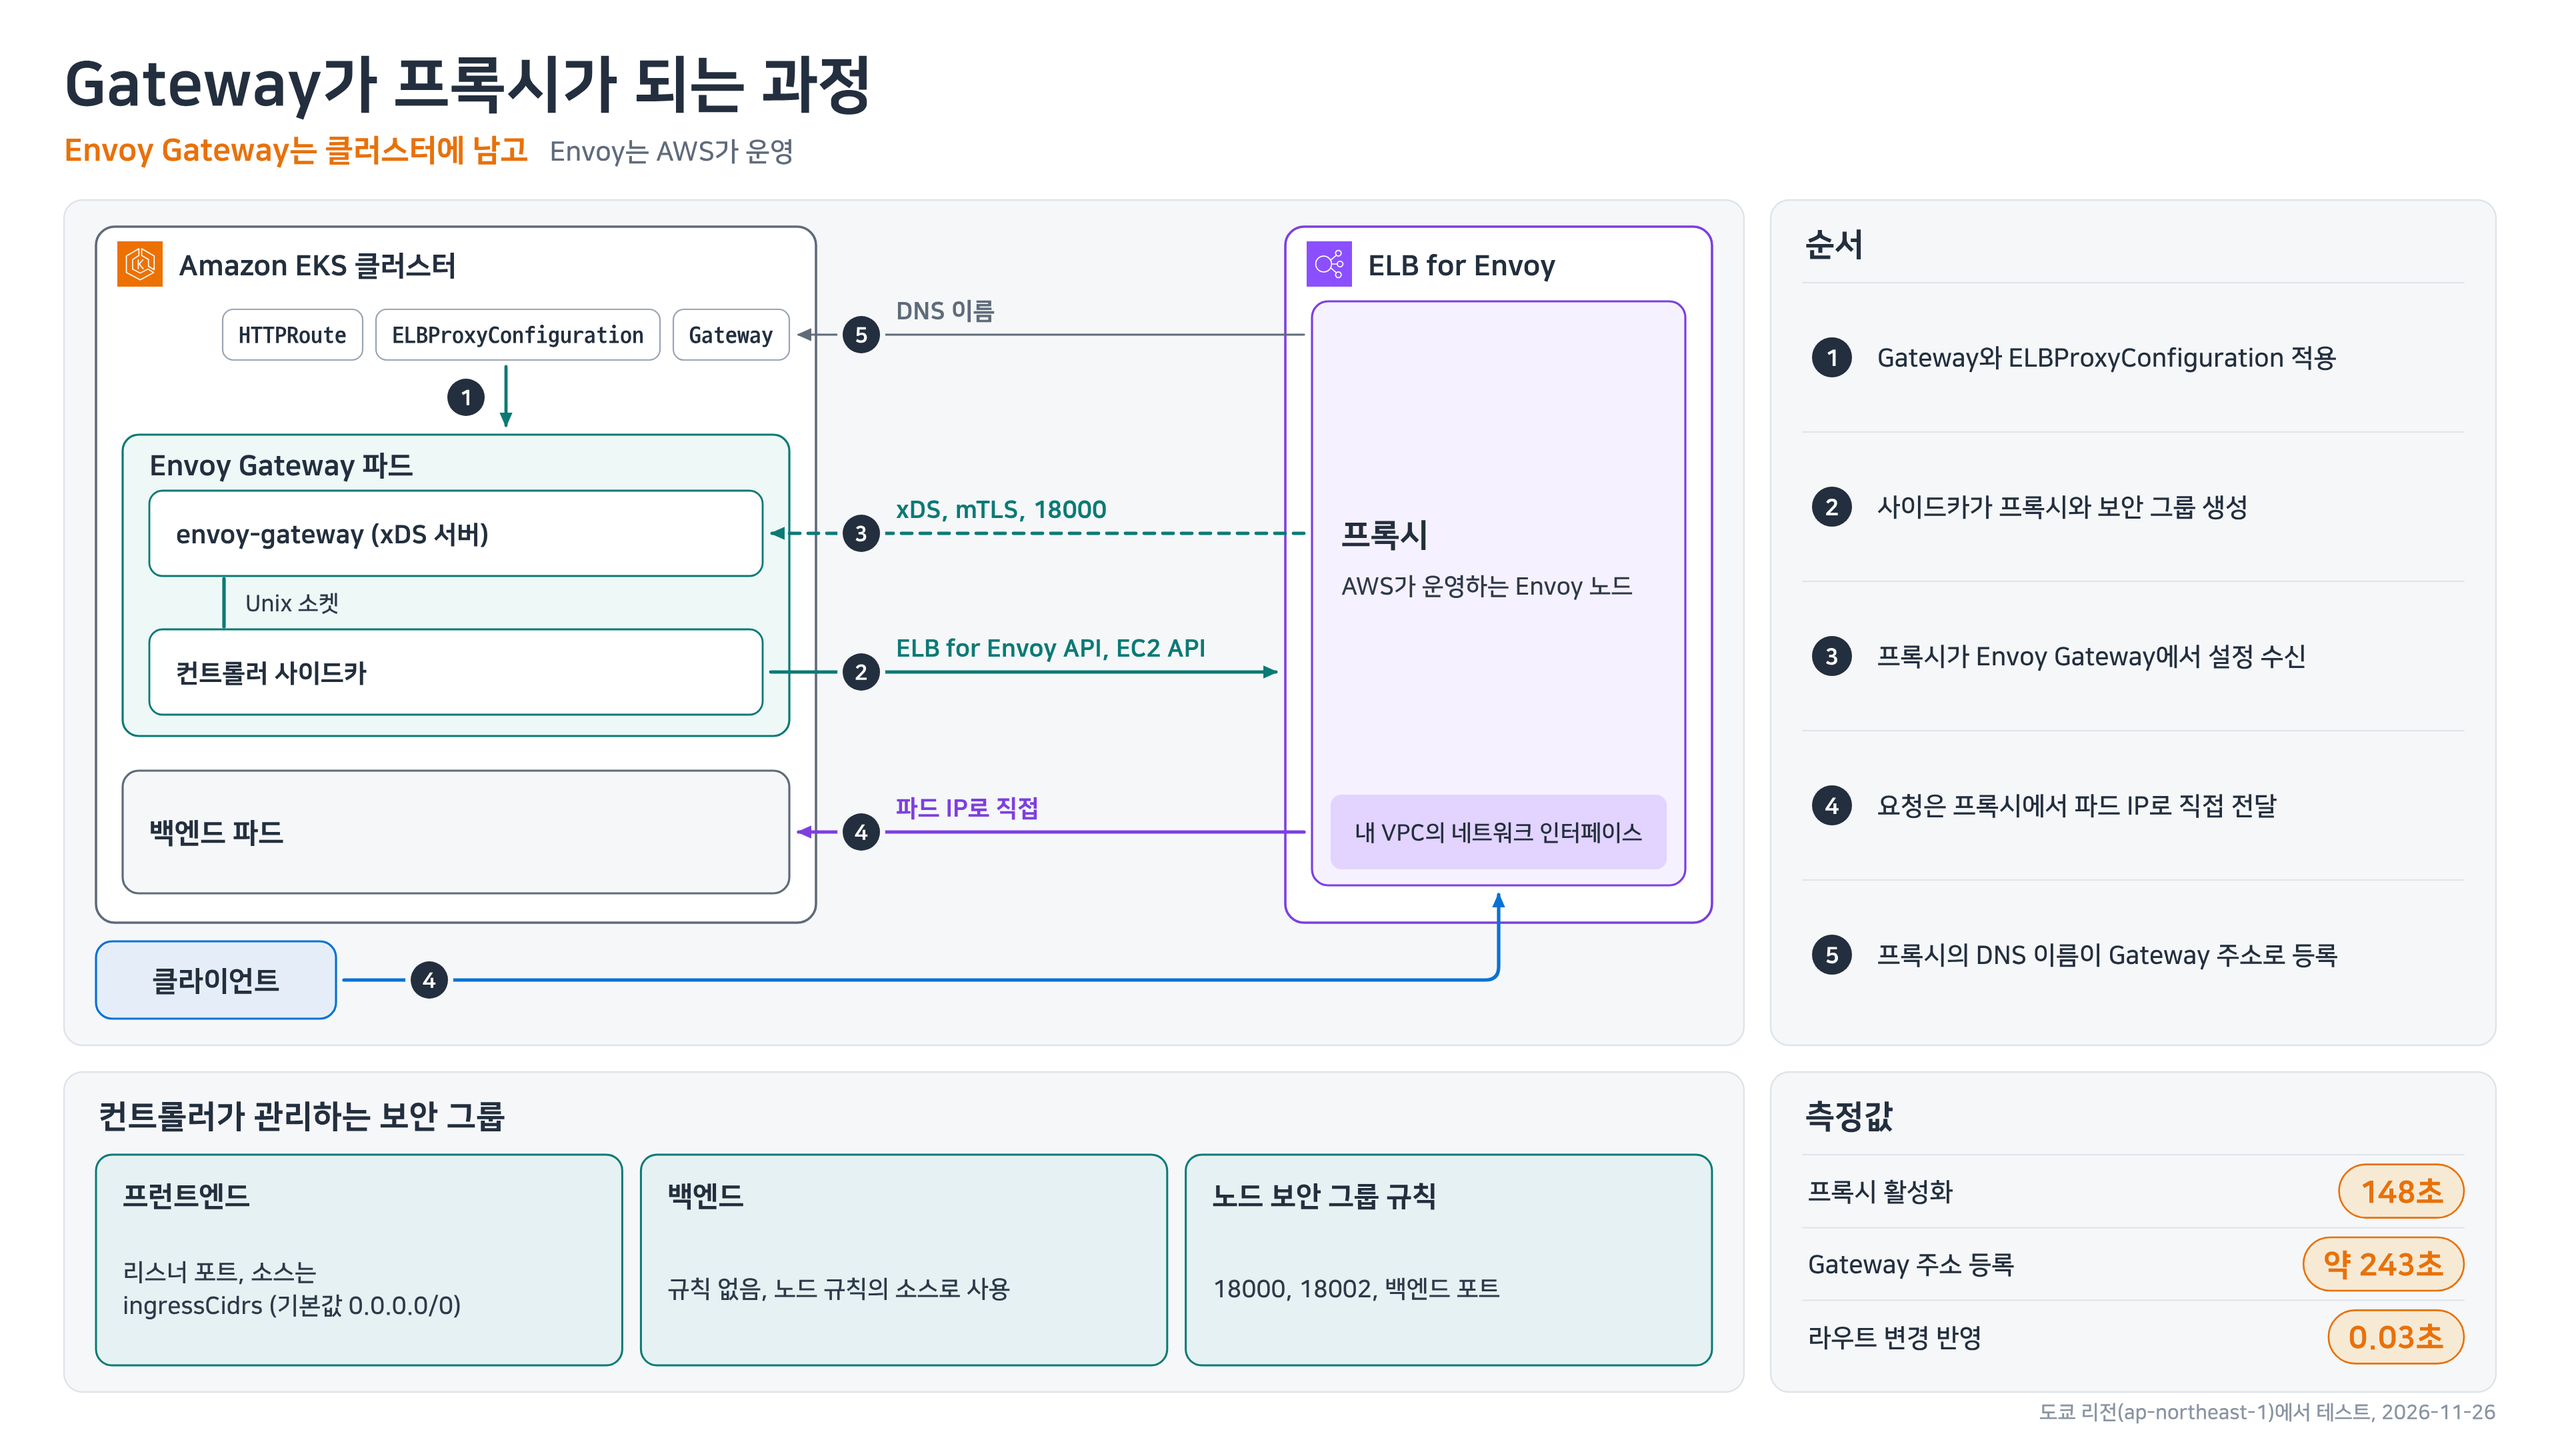 Gateway가 프록시가 되는 과정
Envoy Gateway는 클러스터에 남고 Envoy는 AWS가 운영
Amazon EKS 클러스터
HTTPRoute
ELBProxyConfiguration
Gateway
1
Envoy Gateway 파드
envoy-gateway (xDS 서버)
Unix 소켓
컨트롤러 사이드카
백엔드 파드
클라이언트
4
DNS 이름
5
xDS, mTLS, 18000
3
ELB for Envoy API, EC2 API
2
파드 IP로 직접
4
ELB for Envoy
프록시
AWS가 운영하는 Envoy 노드
내 VPC의 네트워크 인터페이스
순서
1 Gateway와 ELBProxyConfiguration 적용
2 사이드카가 프록시와 보안 그룹 생성
3 프록시가 Envoy Gateway에서 설정 수신
4 요청은 프록시에서 파드 IP로 직접 전달
5 프록시의 DNS 이름이 Gateway 주소로 등록
컨트롤러가 관리하는 보안 그룹
프런트엔드
리스너 포트, 소스는
ingressCidrs (기본값 0.0.0.0/0)
백엔드
규칙 없음, 노드 규칙의 소스로 사용
노드 보안 그룹 규칙
18000, 18002, 백엔드 포트
측정값
프록시 활성화 148초
Gateway 주소 등록 약 243초
라우트 변경 반영 0.03초
도쿄 리전(ap-northeast-1)에서 테스트, 2026-11-26